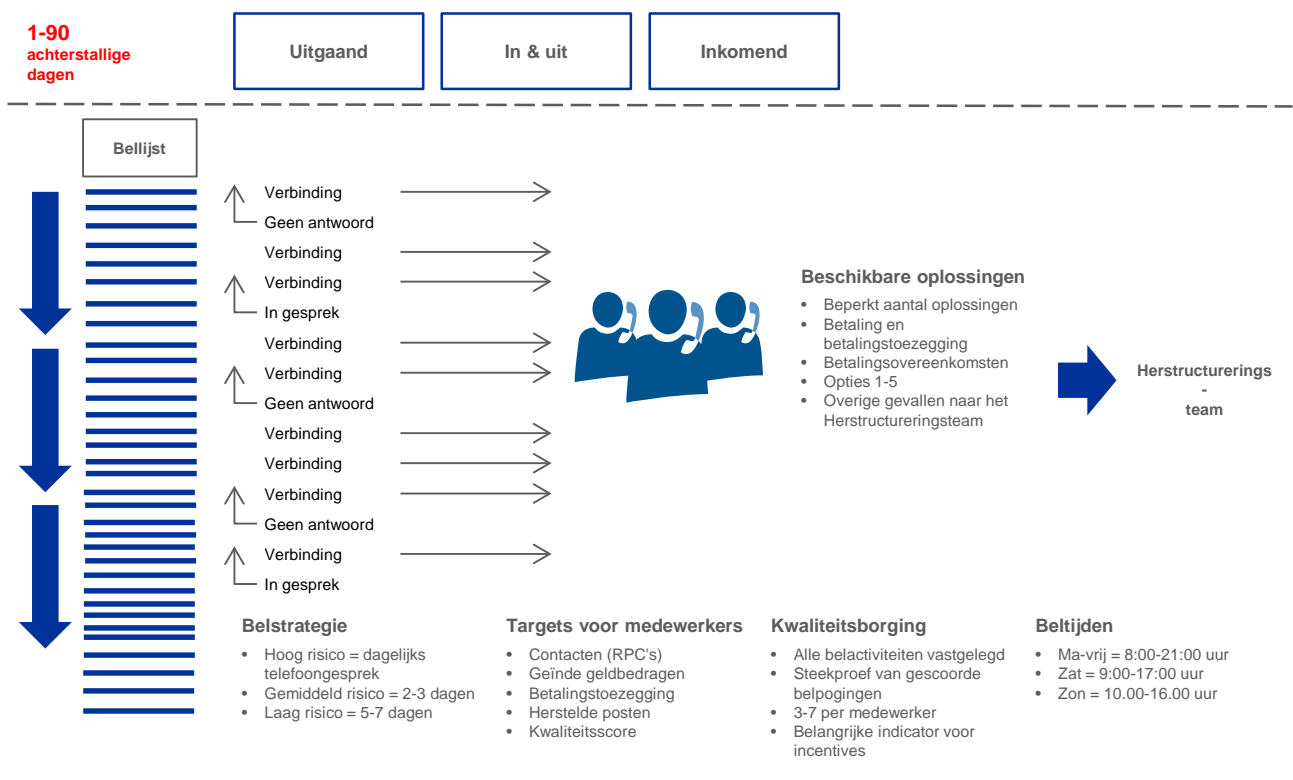 1-90
achterstallige
dagen
Uitgaand
In & uit
Inkomend
Bellijst
Verbinding
Geen antwoord
Verbinding
Verbinding
In gesprek
Verbinding
Verbinding
Geen antwoord
Verbinding
Verbinding
Verbinding
Geen antwoord
Verbinding
In gesprek
Beschikbare oplossingen
• Beperkt aantal oplossingen
• Betaling en
betalingstoezegging
• Betalingsovereenkomsten
• Opties 1-5
• Overige gevallen naar het
Herstructureringsteam
Herstructurerings
-
team
Belstrategie
• Hoog risico = dagelijks
telefoongesprek
• Gemiddeld risico = 2-3 dagen
• Laag risico = 5-7 dagen
Targets voor medewerkers
• Contacten (RPC's)
• Geïnde geldbedragen
• Betalingstoezegging
• Herstelde posten
• Kwaliteitsscore
Kwaliteitsborging
• Alle belactiviteiten vastgelegd
• Steekproef van gescoorde
belpogingen
• 3-7 per medewerker
• Belangrijke indicator voor
incentives
Beltijden
• Ma-vrij = 8:00-21:00 uur
• Zat = 9:00-17:00 uur
• Zon = 10.00-16.00 uur